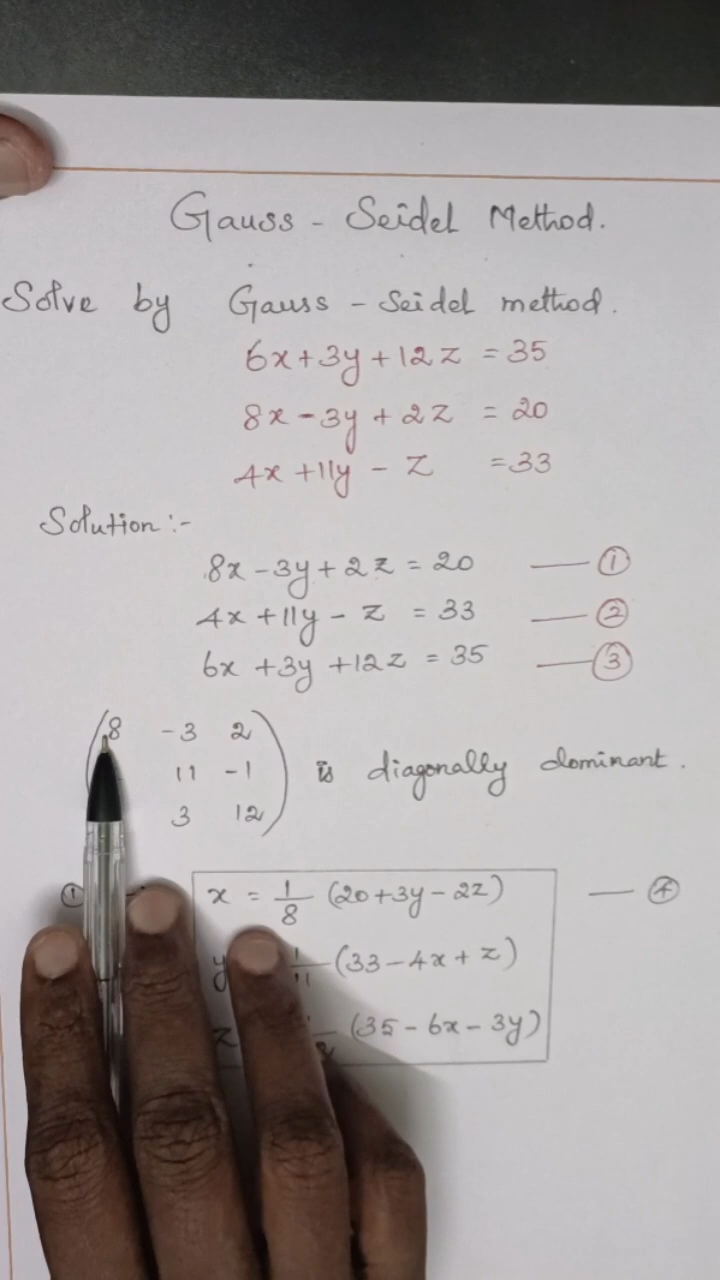 Gauss - Seidel Method.
Solve by Gauss - Seidel method.
6x+3y+12z = 35
8x-3y+2z = 20
4x+11y-z = 33
Solution :-
8x-3y+2z = 20 — ①
4x+11y-z = 33 — ②
6x+3y+12z = 35 — ③
8 -3 2
11 -1 is diagonally dominant.
3 12
① x = 1/8 (20+3y-2z) — ④
y (33-4x+z)
z (35-6x-3y)